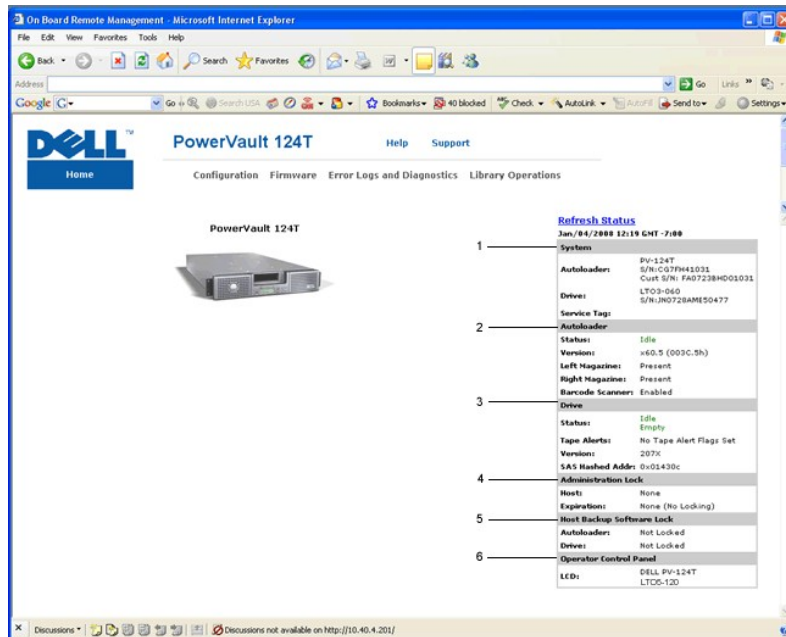 On Board Remote Management - Microsoft Internet Explorer
File Edit View Favorites Tools Help
Back Search Favorites
Address Go Links »
Google G Go Search USA Bookmarks 40 blocked Check AutoLink AutoFill Send to Settings
DELL™ PowerVault 124T Help Support
Home Configuration Firmware Error Logs and Diagnostics Library Operations
PowerVault 124T
Refresh Status
Jan/04/2008 12:19 GMT -7:00
1 System
Autoloader: PV-124T
S/N:CG7FH41031
Cust S/N: FA0723BHD01031
Drive: LTO3-060
S/N:JN0728AME50477
Service Tag:
2 Autoloader
Status: Idle
Version: x60.5 (003C.5h)
Left Magazine: Present
Right Magazine: Present
Barcode Scanner: Enabled
3 Drive
Status: Idle
Empty
Tape Alerts: No Tape Alert Flags Set
Version: 207X
SAS Hashed Addr: 0x01430c
4 Administration Lock
Host: None
Expiration: None (No Locking)
5 Host Backup Software Lock
Autoloader: Not Locked
Drive: Not Locked
6 Operator Control Panel
LCD: DELL PV-124T
LTO5-120
Discussions Discussions not available on http://10.40.4.201/